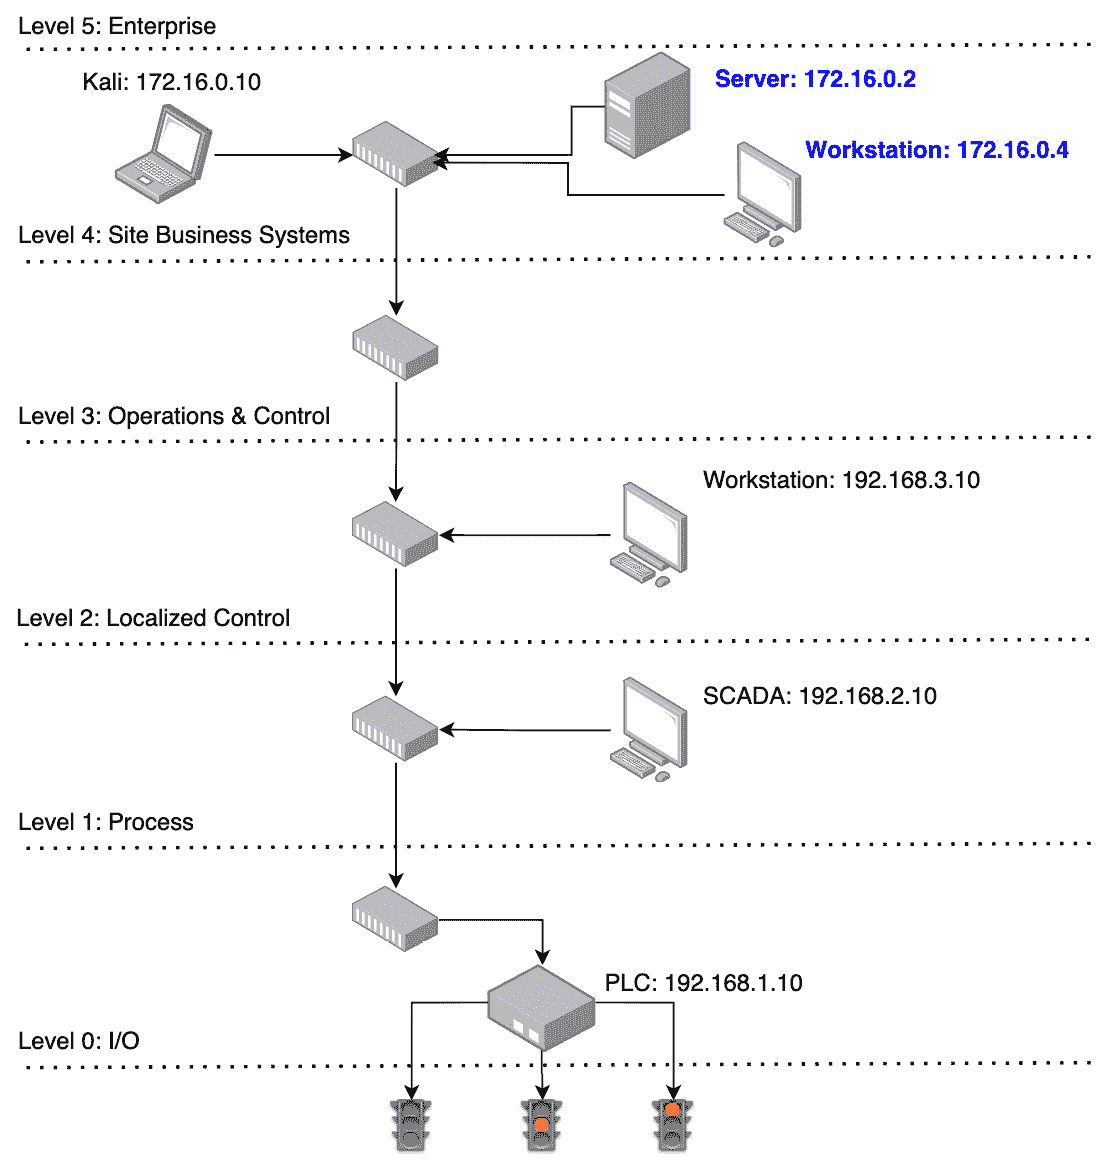 Level 5: Enterprise
Kali: 172.16.0.10
Server: 172.16.0.2
Workstation: 172.16.0.4
Level 4: Site Business Systems
Level 3: Operations & Control
Workstation: 192.168.3.10
Level 2: Localized Control
SCADA: 192.168.2.10
Level 1: Process
PLC: 192.168.1.10
Level 0: I/O